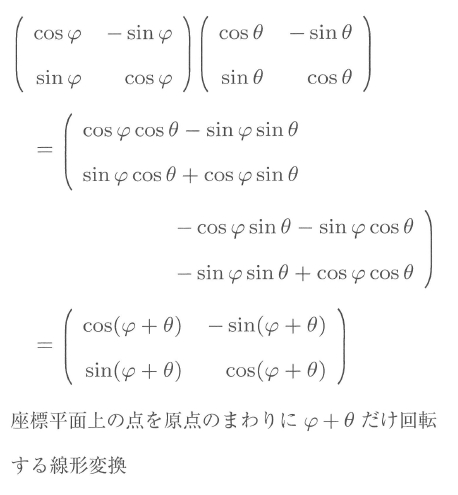 ( cos φ  − sin φ ) ( cos θ  − sin θ )
( sin φ  cos φ ) ( sin θ  cos θ )
= ( cos φ cos θ − sin φ sin θ
sin φ cos θ + cos φ sin θ
− cos φ sin θ − sin φ cos θ )
− sin φ sin θ + cos φ cos θ )
= ( cos(φ + θ)  − sin(φ + θ) )
( sin(φ + θ)  cos(φ + θ) )
座標平面上の点を原点のまわりに φ + θ だけ回転
する線形変換